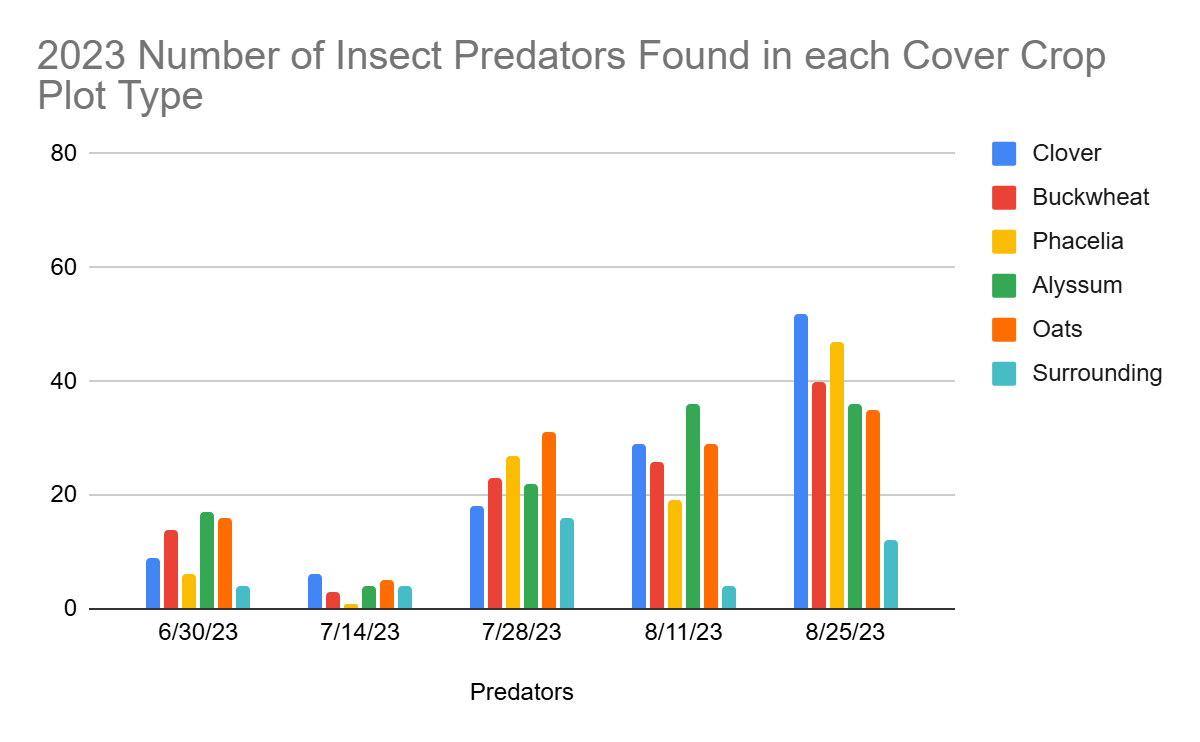 2023 Number of Insect Predators Found in each Cover Crop
Plot Type
80
60
40
20
0
6/30/23
7/14/23
7/28/23
8/11/23
8/25/23
Predators
Clover
Buckwheat
Phacelia
Alyssum
Oats
Surrounding